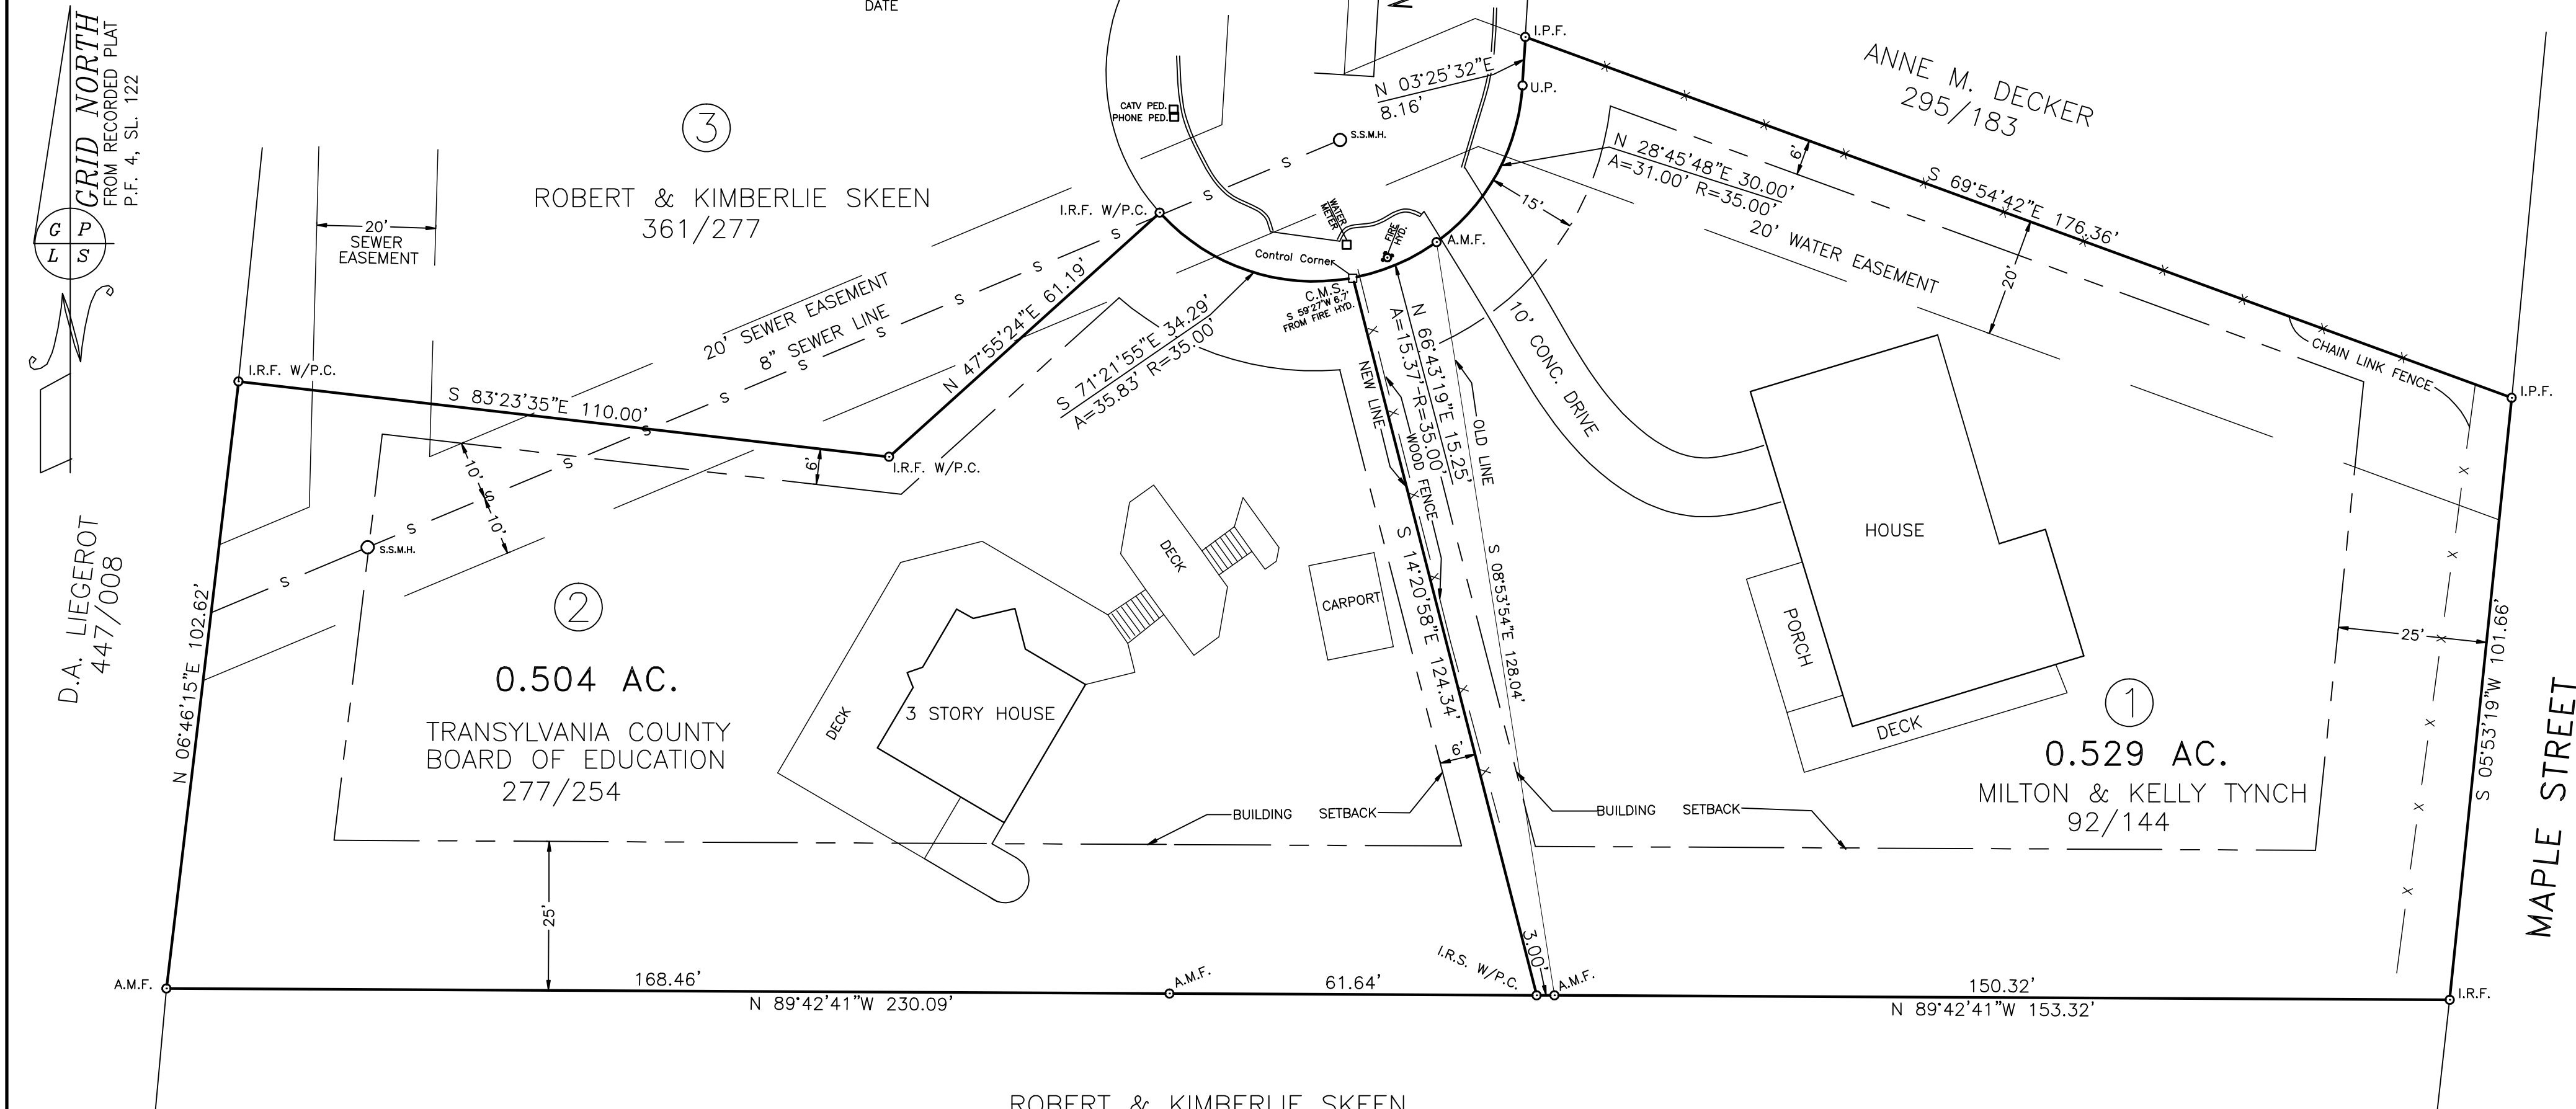 DATE
GRID NORTH
FROM RECORDED PLAT
P.F. 4, SL. 122
G P
L S
N
3
ROBERT & KIMBERLIE SKEEN
361/277
20'
SEWER
EASEMENT
CATV PED.
PHONE PED.
I.P.F.
U.P.
N 03°25'32"E
8.16'
S.S.M.H.
ANNE M. DECKER
295/183
N 28°45'48"E 30.00'
A=31.00' R=35.00'
6'
S 69°54'42"E 176.36'
20' WATER EASEMENT
20'
15'
I.R.F. W/P.C.
WATER
METER
FIRE
HYD.
A.M.F.
Control Corner
C.M.S.
S 59°27'W 6.7'
FROM FIRE HYD.
20' SEWER EASEMENT
8" SEWER LINE
N 47°55'24"E 61.19'
S 71°21'55"E 34.29'
A=35.83' R=35.00'
N 66°43'19"E 15.25'
A=15.37'-R=35.00'
NEW LINE
WOOD FENCE
OLD LINE
10' CONC. DRIVE
CHAIN LINK FENCE
I.P.F.
I.R.F. W/P.C.
S 83°23'35"E 110.00'
I.R.F. W/P.C.
6'
10'
10'
S.S.M.H.
D.A. LIEGEROT
447/008
N 06°46'15"E 102.62'
2
0.504 AC.
TRANSYLVANIA COUNTY
BOARD OF EDUCATION
277/254
DECK
3 STORY HOUSE
DECK
CARPORT
S 14°20'58"E 124.34'
S 08°53'54"E 128.04'
HOUSE
PORCH
DECK
25'
1
0.529 AC.
MILTON & KELLY TYNCH
92/144
S 05°53'19"W 101.66'
MAPLE STREET
6'
BUILDING SETBACK
BUILDING SETBACK
25'
A.M.F.
168.46'
N 89°42'41"W 230.09'
A.M.F.
61.64'
I.R.S. W/P.C.
3.00'
A.M.F.
150.32'
N 89°42'41"W 153.32'
I.R.F.
ROBERT & KIMBERLIE SKEEN